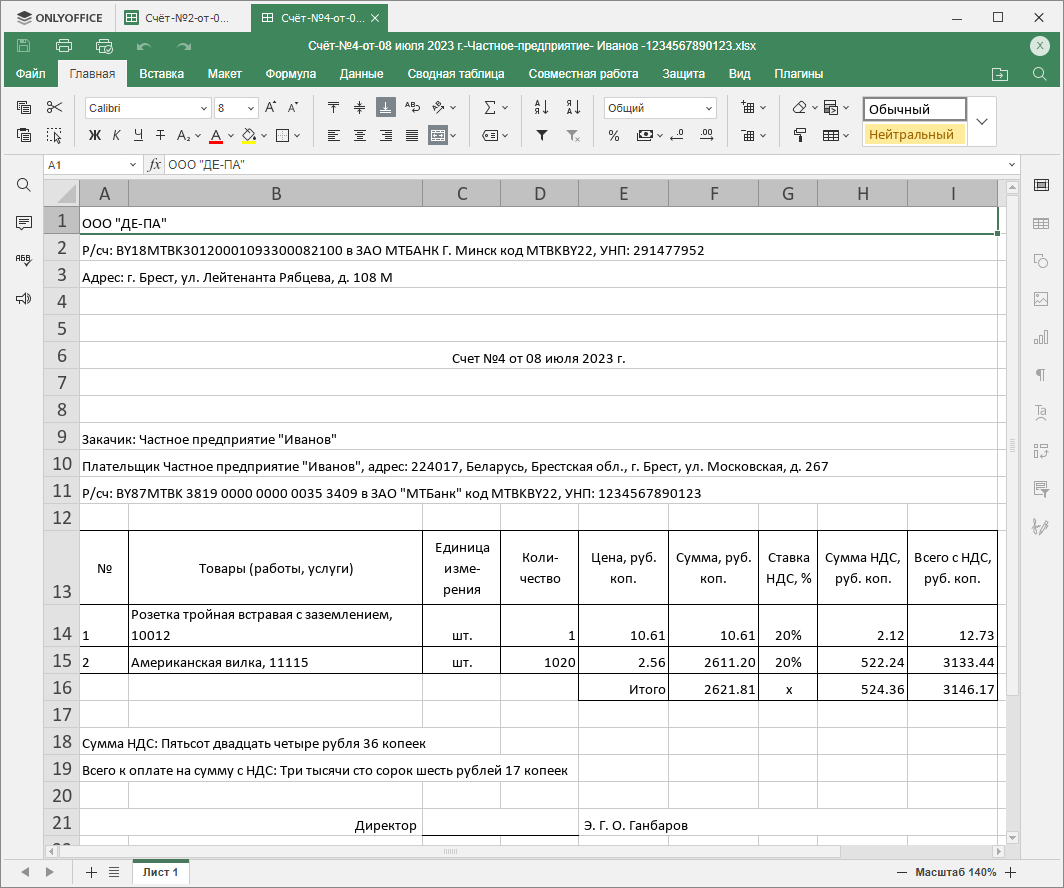 ONLYOFFICE
Счёт-№2-от-0...
Счёт-№4-от-0...
Счёт-№4-от-08 июля 2023 г.-Частное-предприятие- Иванов -1234567890123.xlsx
X
Файл Главная Вставка Макет Формула Данные Сводная таблица Совместная работа Защита Вид Плагины
Calibri 8 Общий Обычный
Ж К Ч Т Нейтральный
A1 fx ООО "ДЕ-ПА"
A B C D E F G H I
1 ООО "ДЕ-ПА"
2 Р/сч: BY18MTBK30120001093300082100 в ЗАО МТБАНК Г. Минск код MTBKBY22, УНП: 291477952
3 Адрес: г. Брест, ул. Лейтенанта Рябцева, д. 108 М
4
5
6 Счет №4 от 08 июля 2023 г.
7
8
9 Закачик: Частное предприятие "Иванов"
10 Плательщик Частное предприятие "Иванов", адрес: 224017, Беларусь, Брестская обл., г. Брест, ул. Московская, д. 267
11 Р/сч: BY87MTBK 3819 0000 0000 0035 3409 в ЗАО "МТБанк" код MTBKBY22, УНП: 1234567890123
12
13 № Товары (работы, услуги) Единица изме-рения Коли-чество Цена, руб. коп. Сумма, руб. коп. Ставка НДС, % Сумма НДС, руб. коп. Всего с НДС, руб. коп.
14 1 Розетка тройная встравая с заземлением, 10012 шт. 1 10.61 10.61 20% 2.12 12.73
15 2 Американская вилка, 11115 шт. 1020 2.56 2611.20 20% 522.24 3133.44
16 Итого 2621.81 х 524.36 3146.17
17
18 Сумма НДС: Пятьсот двадцать четыре рубля 36 копеек
19 Всего к оплате на сумму с НДС: Три тысячи сто сорок шесть рублей 17 копеек
20
21 Директор Э. Г. О. Ганбаров
Лист 1
Масштаб 140%